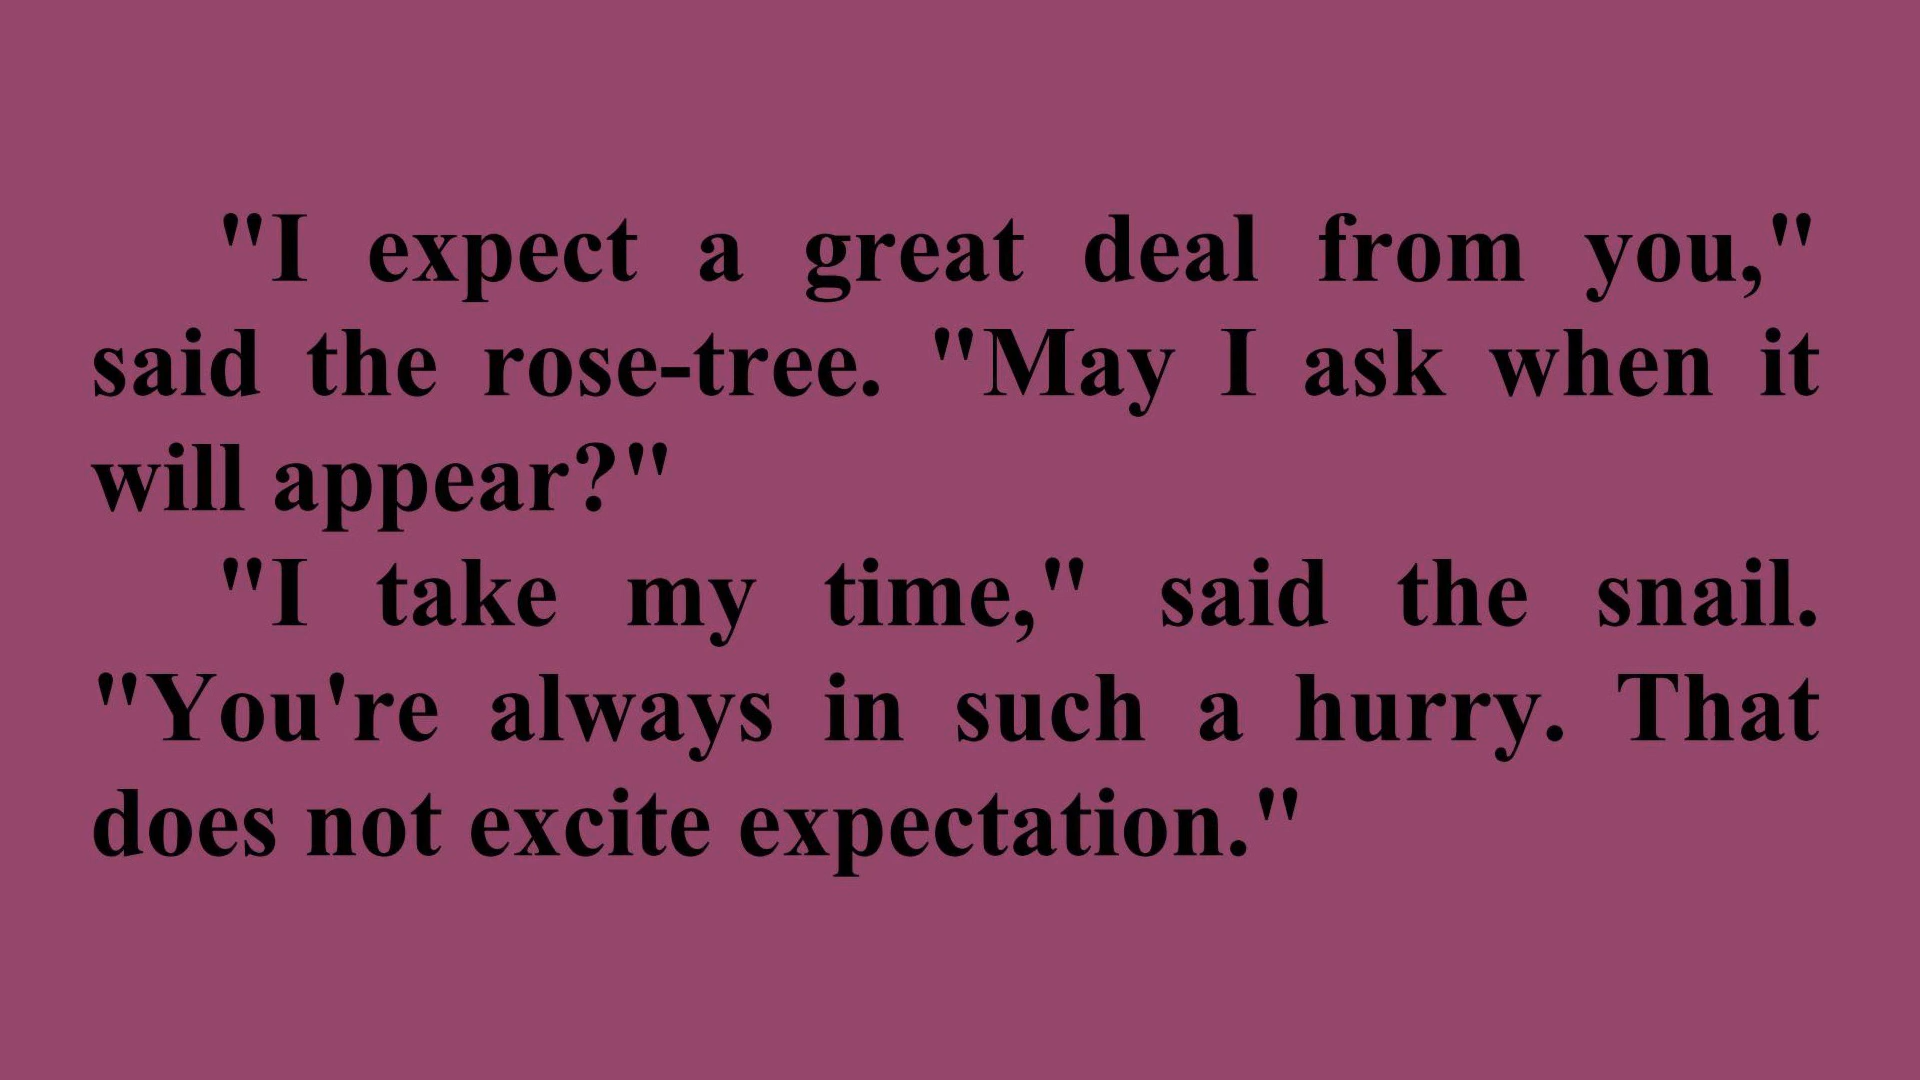 "I expect a great deal from you,"
said the rose-tree. "May I ask when it
will appear?"
"I take my time," said the snail.
"You're always in such a hurry. That
does not excite expectation."